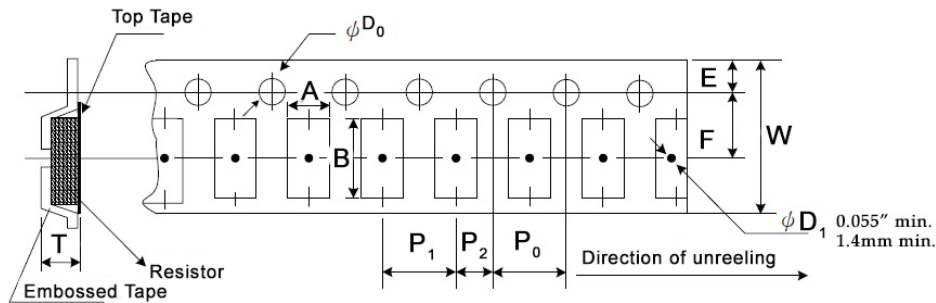 Top Tape
ϕD₀
A
E
F
W
B
ϕD₁ 0.055″ min.
1.4mm min.
T
P₁
P₂
P₀
Direction of unreeling
Resistor
Embossed Tape